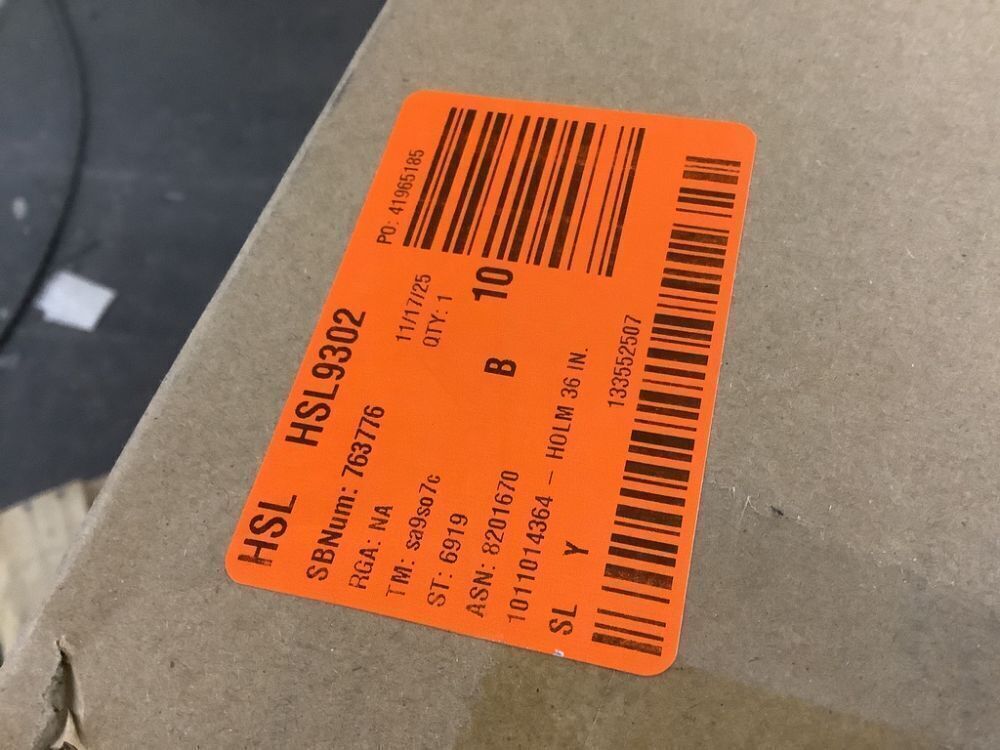 HSL HSL9302
PO: 41965185
SBNum: 763776
RGA: NA
11/17/25
TM: sa9so7c
QTY: 1
ST: 6919
ASN: 8201670 B 10
1011014364 – HOLM 36 IN.
SL Y
133552507